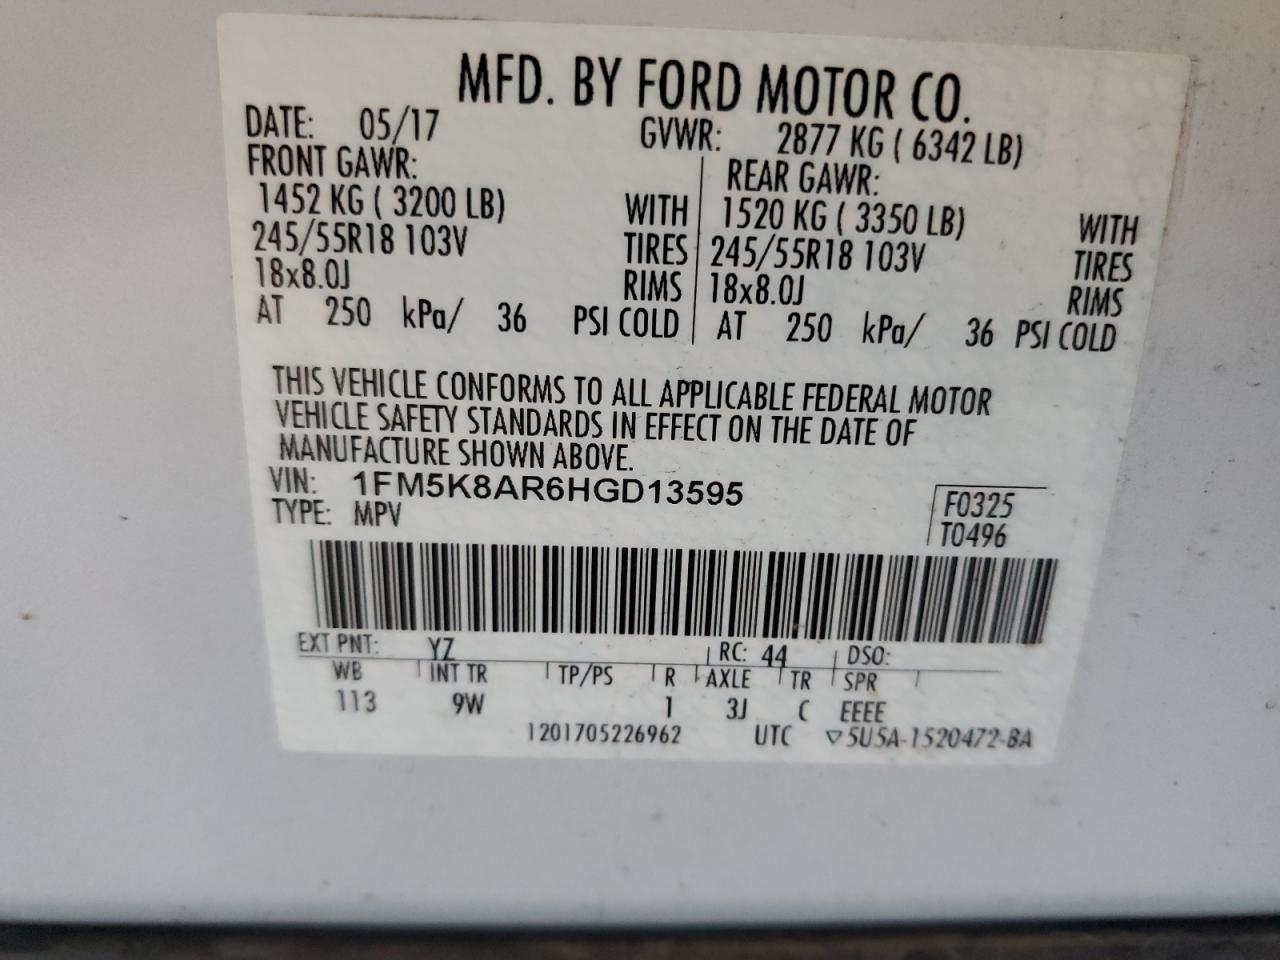 MFD. BY FORD MOTOR CO.
DATE: 05/17 GVWR: 2877 KG ( 6342 LB)
FRONT GAWR: REAR GAWR:
1452 KG ( 3200 LB) WITH 1520 KG ( 3350 LB) WITH
245/55R18 103V TIRES 245/55R18 103V TIRES
18x8.0J RIMS 18x8.0J RIMS
AT 250 kPa/ 36 PSI COLD AT 250 kPa/ 36 PSI COLD
THIS VEHICLE CONFORMS TO ALL APPLICABLE FEDERAL MOTOR
VEHICLE SAFETY STANDARDS IN EFFECT ON THE DATE OF
MANUFACTURE SHOWN ABOVE.
VIN: 1FM5K8AR6HGD13595
TYPE: MPV
F0325
T0496
EXT PNT: YZ RC: 44 DSO:
WB INT TR TP/PS R AXLE TR SPR
113 9W 1 3J C EEEE
1201705226962 UTC ▽5U5A-1520472-BA